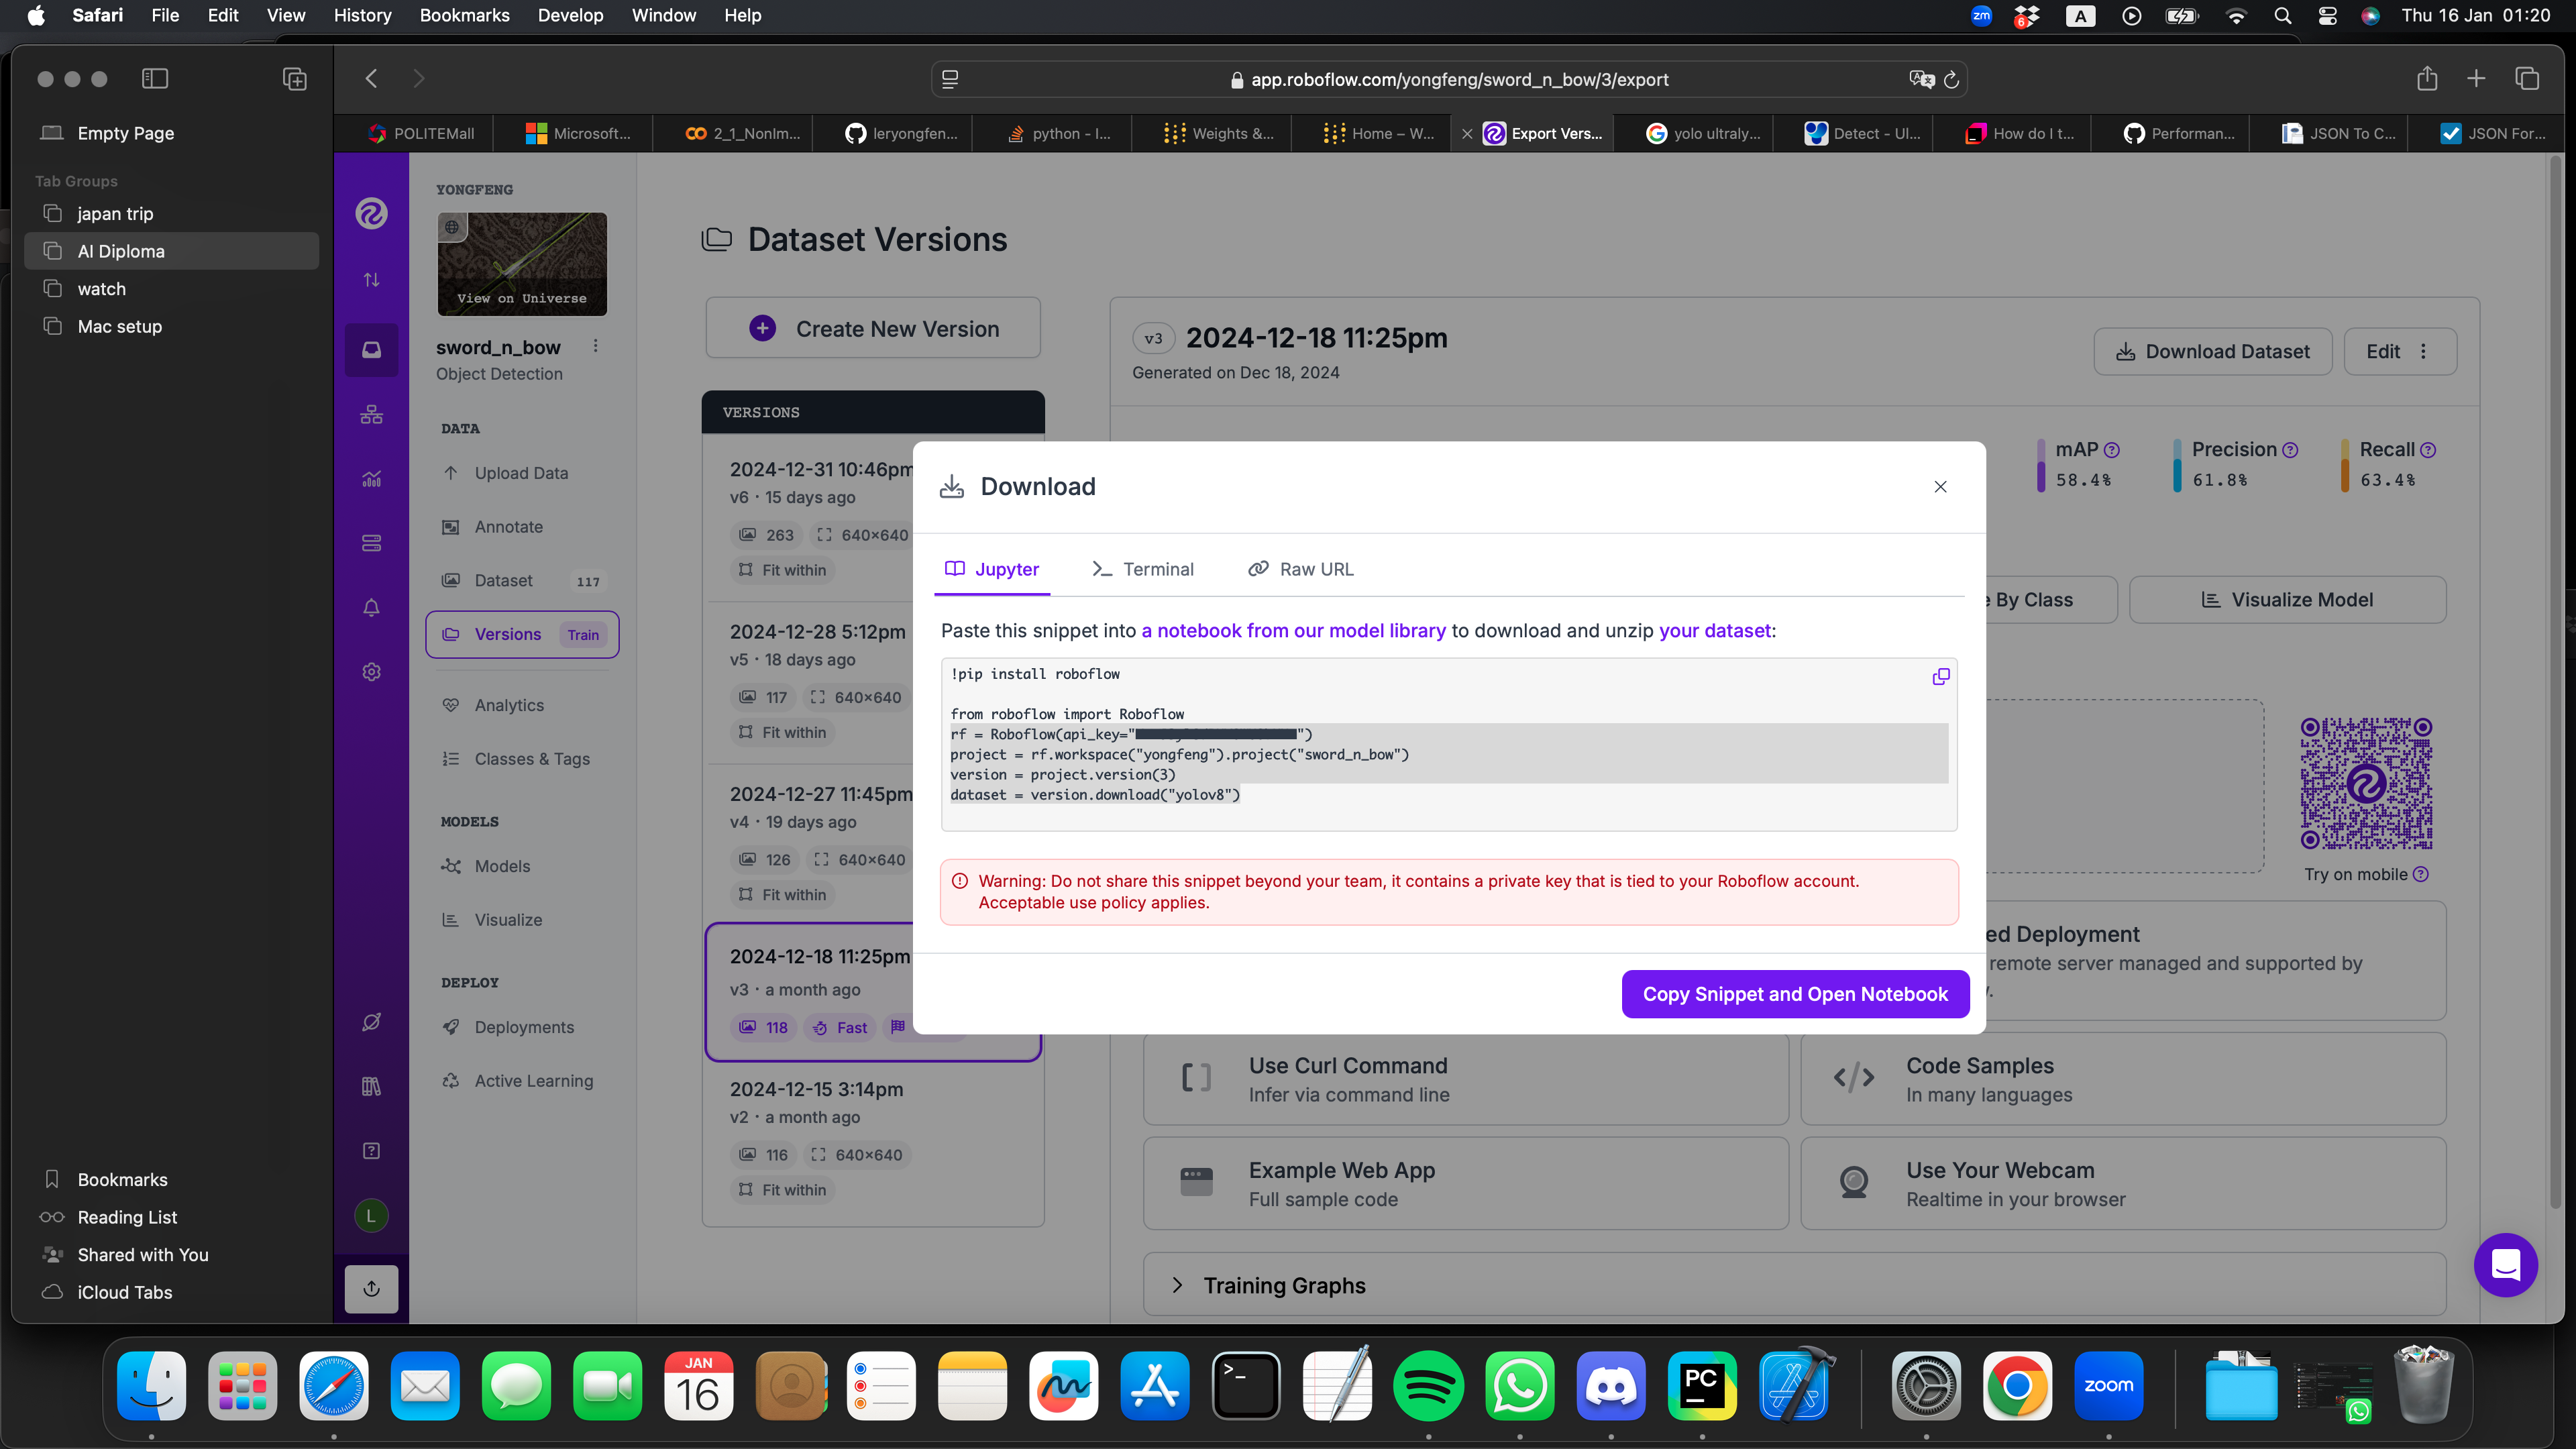 Safari File Edit View History Bookmarks Develop Window Help
zm
6
A
Thu 16 Jan 01:20
app.roboflow.com/yongfeng/sword_n_bow/3/export
Empty Page
Tab Groups
japan trip
AI Diploma
watch
Mac setup
Bookmarks
Reading List
Shared with You
iCloud Tabs
POLITEMall
Microsoft...
2_1_NonIm...
leryongfen...
python - I...
Weights &...
Home – W...
Export Vers...
yolo ultraly...
Detect - Ul...
How do I t...
Performan...
JSON To C...
JSON For...
L
YONGFENG
View on Universe
sword_n_bow
Object Detection
DATA
Upload Data
Annotate
Dataset 117
Versions Train
Analytics
Classes & Tags
MODELS
Models
Visualize
DEPLOY
Deployments
Active Learning
Dataset Versions
Create New Version
VERSIONS
2024-12-31 10:46pm
v6 · 15 days ago
263 640×640
Fit within
2024-12-28 5:12pm
v5 · 18 days ago
117 640×640
Fit within
2024-12-27 11:45pm
v4 · 19 days ago
126 640×640
Fit within
2024-12-18 11:25pm
v3 · a month ago
118 Fast
2024-12-15 3:14pm
v2 · a month ago
116 640×640
Fit within
v3 2024-12-18 11:25pm
Generated on Dec 18, 2024
Download Dataset
Edit
mAP
58.4%
Precision
61.8%
Recall
63.4%
By Class
Visualize Model
Try on mobile
Download
Jupyter
Terminal
Raw URL
Paste this snippet into a notebook from our model library to download and unzip your dataset:
!pip install roboflow
from roboflow import Roboflow
rf = Roboflow(api_key="")
project = rf.workspace("yongfeng").project("sword_n_bow")
version = project.version(3)
dataset = version.download("yolov8")
Warning: Do not share this snippet beyond your team, it contains a private key that is tied to your Roboflow account.
Acceptable use policy applies.
Copy Snippet and Open Notebook
Deployment
remote server managed and supported by
Use Curl Command
Infer via command line
Code Samples
In many languages
Example Web App
Full sample code
Use Your Webcam
Realtime in your browser
Training Graphs
JAN
16
PC
zoom